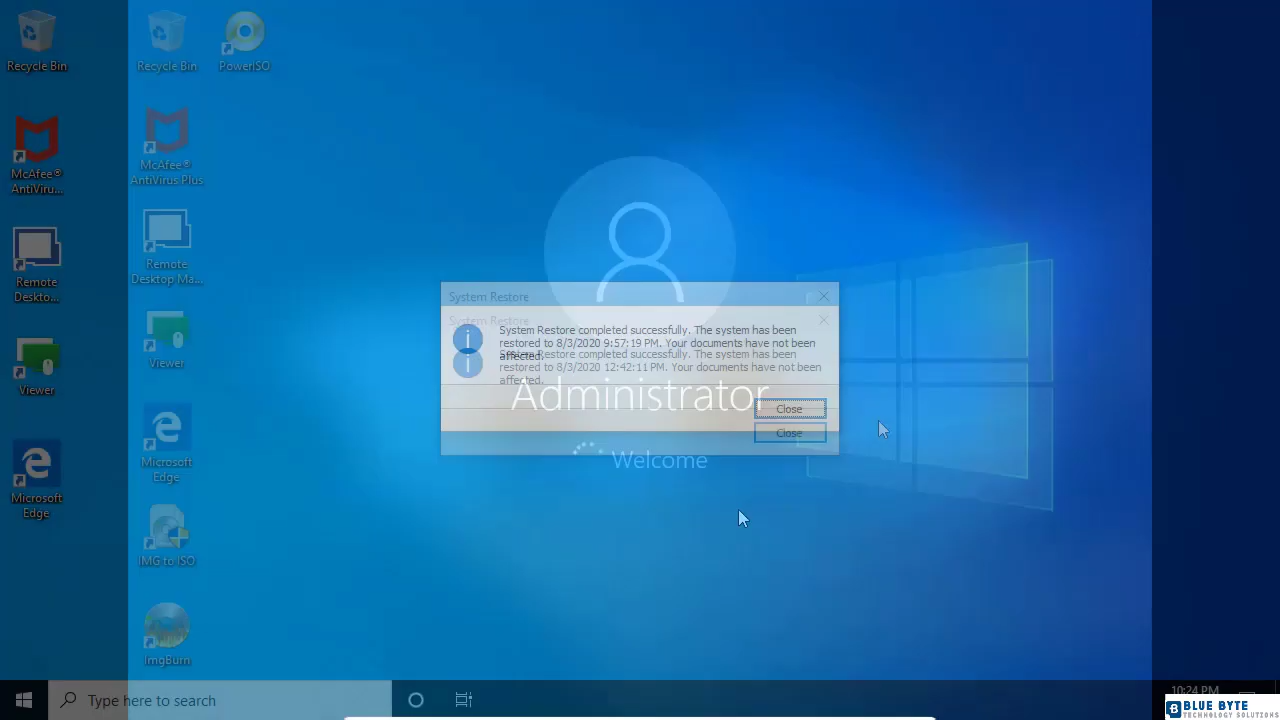 Recycle Bin
Recycle Bin
PowerISO
McAfee®
AntiVirus Plus
McAfee®
AntiViru...
Remote
Desktop Ma...
Remote
Deskto...
System Restore
System Restore
System Restore completed successfully. The system has been
restored to 8/3/2020 9:57:19 PM. Your documents have not been
affected.
System Restore completed successfully. The system has been
restored to 8/3/2020 12:42:11 PM. Your documents have not been
affected.
Viewer
Viewer
Administrator
Close
Close
Welcome
Microsoft
Edge
Microsoft
Edge
IMG to ISO
ImgBurn
Type here to search
10:24 PM
BLUE BYTE
TECHNOLOGY SOLUTIONS